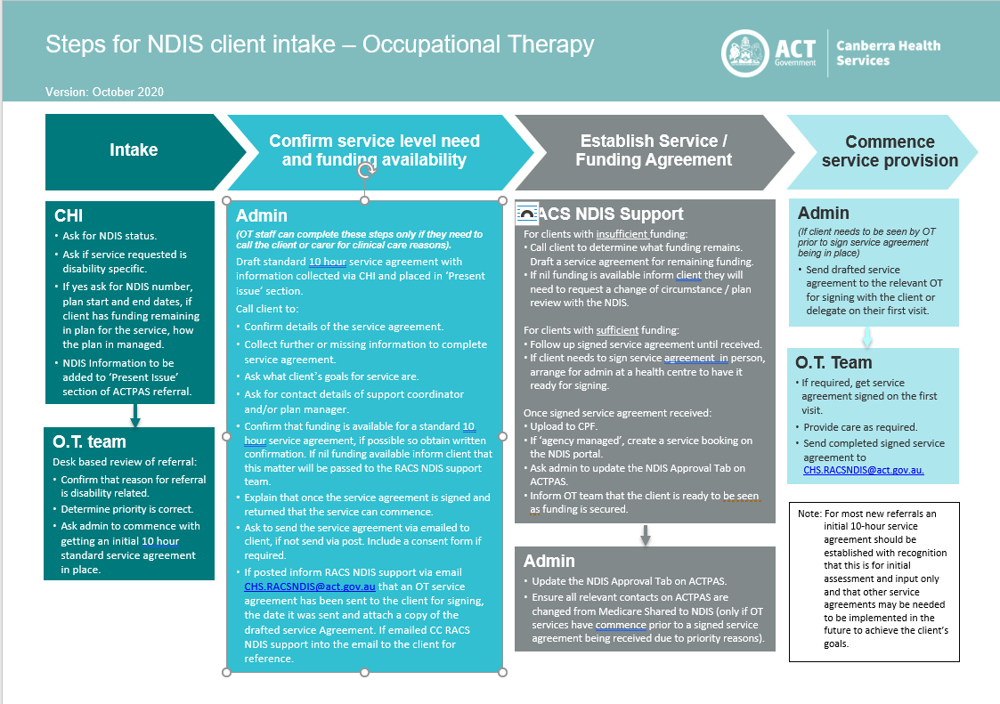 Steps for NDIS client intake – Occupational Therapy
Version: October 2020
ACT
Government
Canberra Health
Services
Intake
Confirm service level need
and funding availability
Establish Service /
Funding Agreement
Commence
service provision
CHI
• Ask for NDIS status.
• Ask if service requested is
disability specific.
• If yes ask for NDIS number,
plan start and end dates, if
client has funding remaining
in plan for the service, how
the plan in managed.
• NDIS Information to be
added to ‘Present Issue’
section of ACTPAS referral.
O.T. team
Desk based review of referral:
• Confirm that reason for referral
is disability related.
• Determine priority is correct.
• Ask admin to commence with
getting an initial 10 hour
standard service agreement
in place.
Admin
(OT staff can complete these steps only if they need to
call the client or carer for clinical care reasons).
Draft standard 10 hour service agreement with
information collected via CHI and placed in ‘Present
issue’ section.
Call client to:
• Confirm details of the service agreement.
• Collect further or missing information to complete
service agreement.
• Ask what client’s goals for service are.
• Ask for contact details of support coordinator
and/or plan manager.
• Confirm that funding is available for a standard 10
hour service agreement, if possible so obtain written
confirmation. If nil funding available inform client that
this matter will be passed to the RACS NDIS support
team.
• Explain that once the service agreement is signed and
returned that the service can commence.
• Ask to send the service agreement via emailed to
client, if not send via post. Include a consent form if
required.
• If posted inform RACS NDIS support via email
CHS.RACSNDIS@act.gov.au that an OT service
agreement has been sent to the client for signing,
the date it was sent and attach a copy of the
drafted service Agreement. If emailed CC RACS
NDIS support into the email to the client for
reference.
ACS NDIS Support
For clients with insufficient funding:
• Call client to determine what funding remains.
Draft a service agreement for remaining funding.
• If nil funding is available inform client they will
need to request a change of circumstance / plan
review with the NDIS.
For clients with sufficient funding:
• Follow up signed service agreement until received.
• If client needs to sign service agreement in person,
arrange for admin at a health centre to have it
ready for signing.
Once signed service agreement received:
• Upload to CPF.
• If ‘agency managed’, create a service booking on
the NDIS portal.
• Ask admin to update the NDIS Approval Tab on
ACTPAS.
• Inform OT team that the client is ready to be seen
as funding is secured.
Admin
• Update the NDIS Approval Tab on ACTPAS.
• Ensure all relevant contacts on ACTPAS are
changed from Medicare Shared to NDIS (only if OT
services have commence prior to a signed service
agreement being received due to priority reasons).
Admin
(If client needs to be seen by OT
prior to sign service agreement
being in place)
• Send drafted service
agreement to the relevant OT
for signing with the client or
delegate on their first visit.
O.T. Team
• If required, get service
agreement signed on the first
visit.
• Provide care as required.
• Send completed signed service
agreement to
CHS.RACSNDIS@act.gov.au.
Note: For most new referrals an
initial 10-hour service
agreement should be
established with recognition
that this is for initial
assessment and input only
and that other service
agreements may be needed
to be implemented in the
future to achieve the client’s
goals.